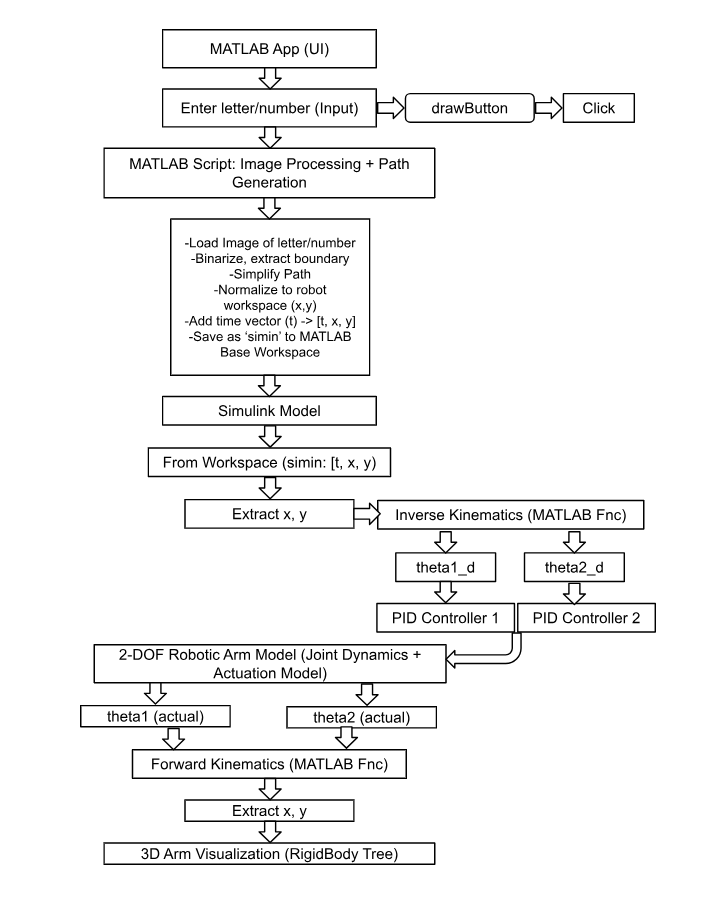 MATLAB App (UI)
Enter letter/number (Input)
drawButton
Click
MATLAB Script: Image Processing + Path
Generation
-Load Image of letter/number
-Binarize, extract boundary
-Simplify Path
-Normalize to robot
workspace (x,y)
-Add time vector (t) -> [t, x, y]
-Save as ‘simin’ to MATLAB
Base Workspace
Simulink Model
From Workspace (simin: [t, x, y)
Extract x, y
Inverse Kinematics (MATLAB Fnc)
theta1_d
theta2_d
PID Controller 1
PID Controller 2
2-DOF Robotic Arm Model (Joint Dynamics +
Actuation Model)
theta1 (actual)
theta2 (actual)
Forward Kinematics (MATLAB Fnc)
Extract x, y
3D Arm Visualization (RigidBody Tree)